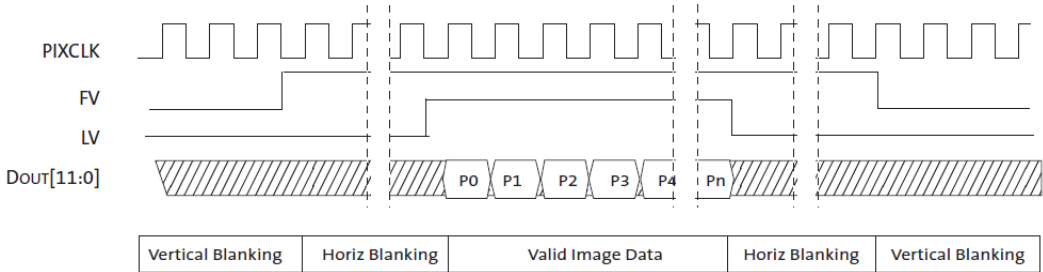 PIXCLK
FV
LV
DOUT[11:0]
P0 P1 P2 P3 P4 Pn
Vertical Blanking Horiz Blanking Valid Image Data Horiz Blanking Vertical Blanking